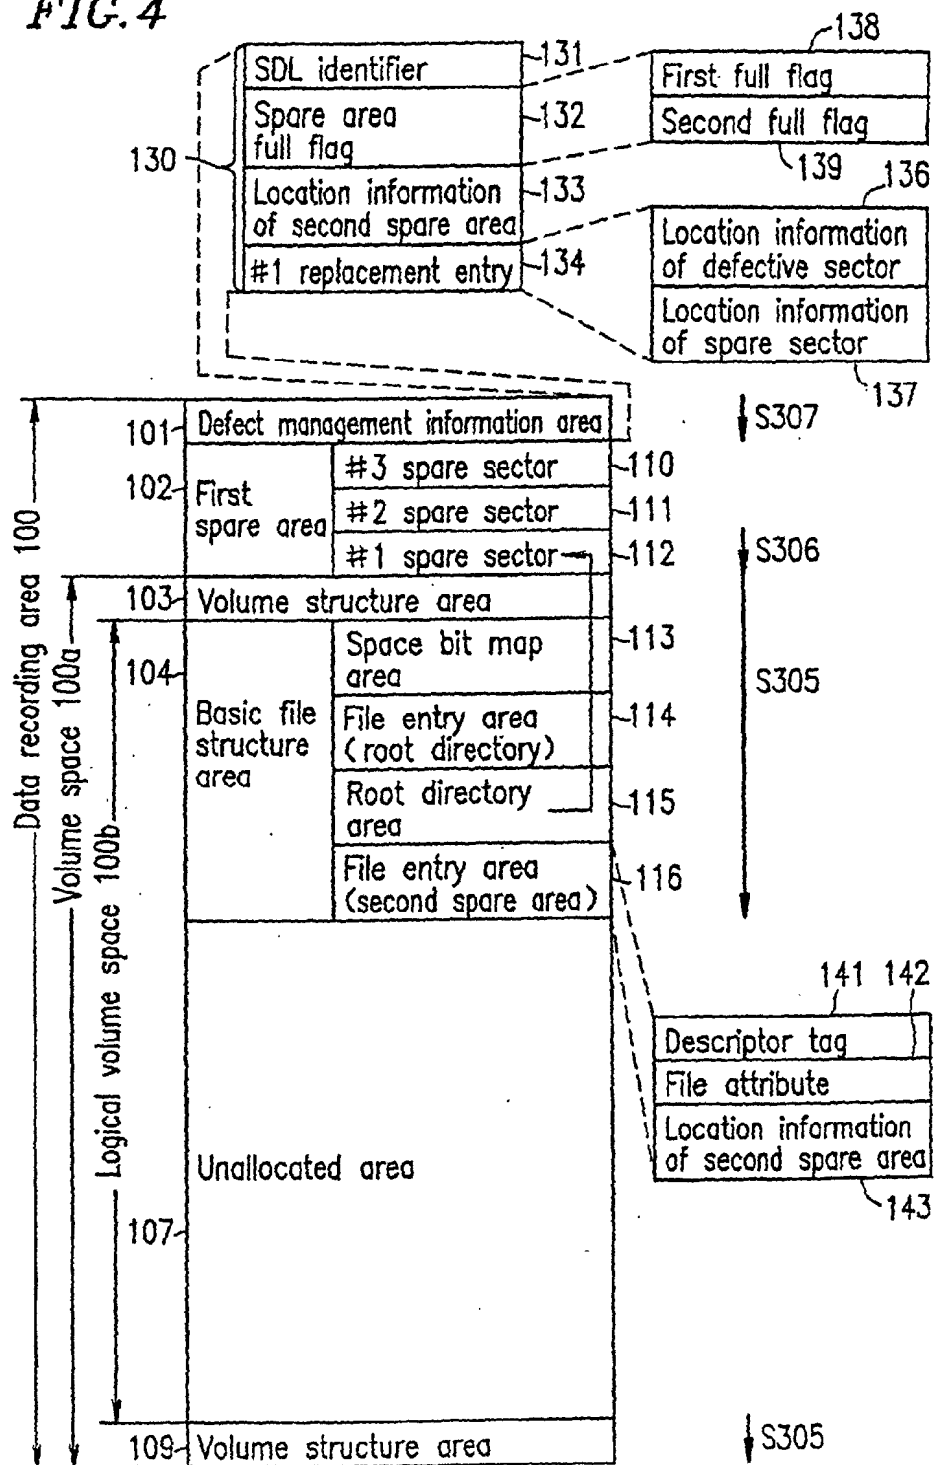 FIG. 4
138
131
SDL identifier
First full flag
132
Spare area
full flag
Second full flag
139
130
133
Location information
of second spare area
136
Location information
of defective sector
134
#1 replacement entry
Location information
of spare sector
137
101
Defect management information area
S307
102
First
spare area
#3 spare sector
110
#2 spare sector
111
#1 spare sector
112
S306
103
Volume structure area
104
Basic file
structure
area
Space bit map
area
113
S305
File entry area
(root directory)
114
Root directory
area
115
File entry area
(second spare area)
116
Data recording area 100
Volume space 100a
Logical volume space 100b
141 142
Descriptor tag
File attribute
Location information
of second spare area
143
Unallocated area
107
109
Volume structure area
S305